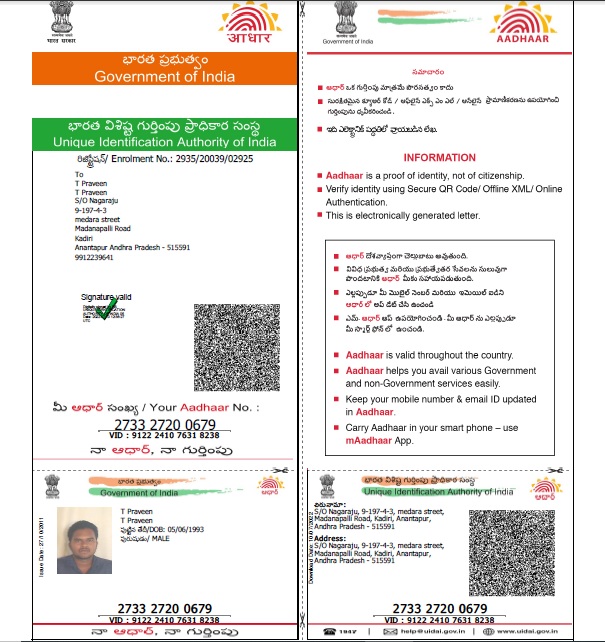 भारत सरकार
आधार
భారత ప్రభుత్వం
Government of India
భారత విశిష్ట గుర్తింపు ప్రాధికార సంస్థ
Unique Identification Authority of India
రిజిస్ట్రేషన్/ Enrolment No.: 2935/20039/02925
To
T Praveen
T Praveen
S/O Nagaraju
9-197-4-3
medara street
Madanapalli Road
Kadiri
Anantapur Andhra Pradesh - 515591
9912239641
Signature valid
మీ ఆధార్ సంఖ్య / Your Aadhaar No. :
2733 2720 0679
VID : 9122 2410 7631 8238
నా ఆధార్, నా గుర్తింపు
భారత ప్రభుత్వం
Government of India
ఆధార్
Issue Date: 27/10/2011
T Praveen
T Praveen
పుట్టిన తేదీ/DOB: 05/06/1993
పురుషుడు/ MALE
2733 2720 0679
VID : 9122 2410 7631 8238
నా ఆధార్, నా గుర్తింపు
Government of India
AADHAAR
సమాచారం
ఆధార్ ఒక గుర్తింపు మాత్రమే పౌరసత్వం కాదు
సురక్షితమైన క్యూఆర్ కోడ్ / ఆఫ్‌లైన్ ఎక్స్ ఎం ఎల్ / ఆన్‌లైన్ ప్రామాణికరణను ఉపయోగించి
గుర్తింపును ధృవీకరించండి.
ఇది ఎలెక్ట్రానిక్ పద్ధతిలో వ్రాయబడిన లేఖ.
INFORMATION
Aadhaar is a proof of identity, not of citizenship.
Verify identity using Secure QR Code/ Offline XML/ Online
Authentication.
This is electronically generated letter.
ఆధార్ దేశవ్యాప్తంగా చెల్లుబాటు అవుతుంది.
వివిధ ప్రభుత్వ మరియు ప్రభుత్వేతర సేవలను సులువుగా
పొందటానికి ఆధార్ మీకు సహాయపడుతుంది.
ఎల్లప్పుడూ మీ మొబైల్ నెంబర్ మరియు ఇమెయిల్ ఐడిని
ఆధార్ లో అప్ డేట్ చేసి ఉంచండి
ఎమ్- ఆధార్ ఆప్ ఉపయోగించండి - మీ ఆధార్ ను ఎల్లప్పుడూ
మీ స్మార్ట్ ఫోన్ లో ఉంచండి.
Aadhaar is valid throughout the country.
Aadhaar helps you avail various Government
and non-Government services easily.
Keep your mobile number & email ID updated
in Aadhaar.
Carry Aadhaar in your smart phone – use
mAadhaar App.
భారత విశిష్ట గుర్తింపు ప్రాధికార సంస్థ
Unique Identification Authority of India
ఆధార్
చిరునామా:
S/O Nagaraju, 9-197-4-3, medara street,
Madanapalli Road, Kadiri, Anantapur,
Andhra Pradesh - 515591
Address:
S/O Nagaraju, 9-197-4-3, medara street,
Madanapalli Road, Kadiri, Anantapur,
Andhra Pradesh - 515591
2733 2720 0679
VID : 9122 2410 7631 8238
1947 | help@uidai.gov.in | www.uidai.gov.in